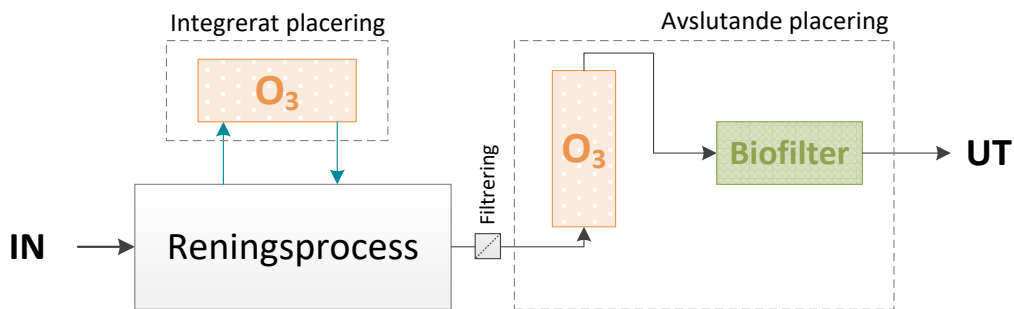 Integrerat placering
Avslutande placering
O₃
O₃
Biofilter
UT
Filtrering
IN
Reningsprocess